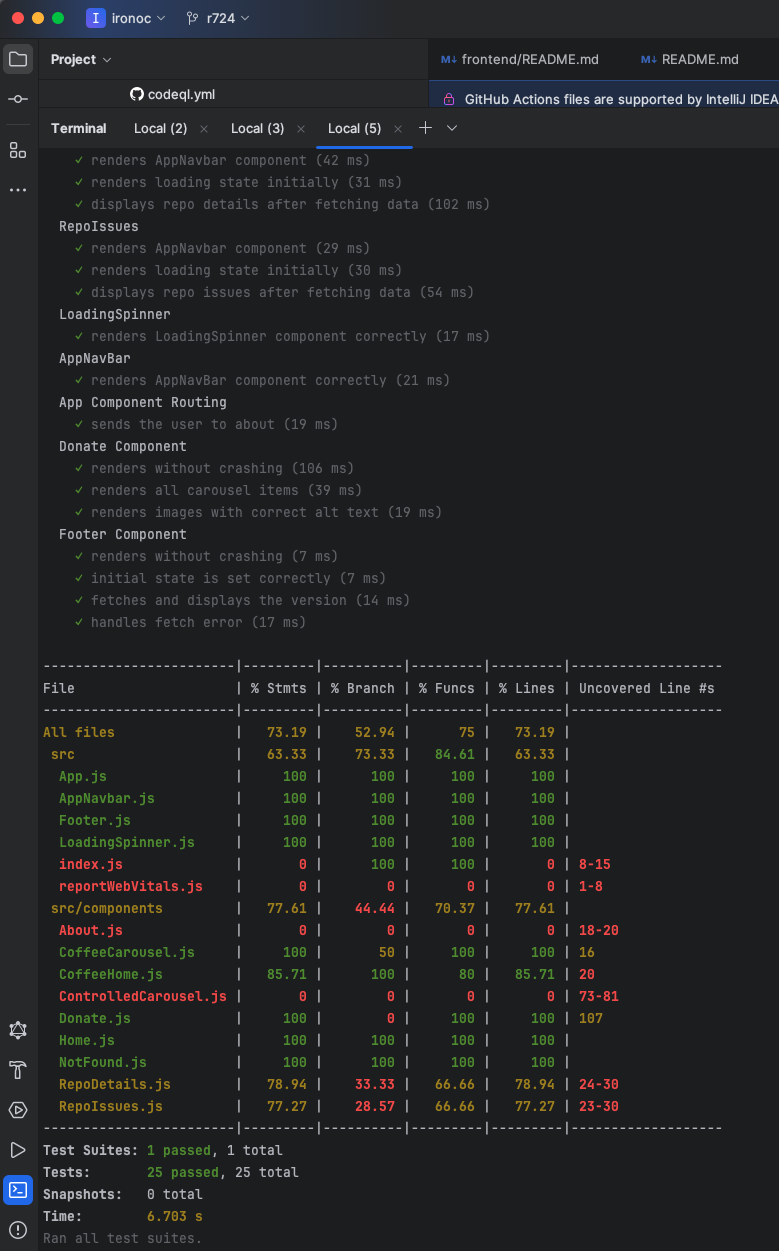 I ironoc r724
Project
M↓ frontend/README.md M↓ README.md
codeql.yml
GitHub Actions files are supported by IntelliJ IDEA
Terminal Local (2) × Local (3) × Local (5) ×
✓ renders AppNavbar component (42 ms)
✓ renders loading state initially (31 ms)
✓ displays repo details after fetching data (102 ms)
RepoIssues
✓ renders AppNavbar component (29 ms)
✓ renders loading state initially (30 ms)
✓ displays repo issues after fetching data (54 ms)
LoadingSpinner
✓ renders LoadingSpinner component correctly (17 ms)
AppNavBar
✓ renders AppNavBar component correctly (21 ms)
App Component Routing
✓ sends the user to about (19 ms)
Donate Component
✓ renders without crashing (106 ms)
✓ renders all carousel items (39 ms)
✓ renders images with correct alt text (19 ms)
Footer Component
✓ renders without crashing (7 ms)
✓ initial state is set correctly (7 ms)
✓ fetches and displays the version (14 ms)
✓ handles fetch error (17 ms)
------------------------|---------|----------|---------|---------|-------------------
File | % Stmts | % Branch | % Funcs | % Lines | Uncovered Line #s
------------------------|---------|----------|---------|---------|-------------------
All files | 73.19 | 52.94 | 75 | 73.19 |
src | 63.33 | 73.33 | 84.61 | 63.33 |
App.js | 100 | 100 | 100 | 100 |
AppNavbar.js | 100 | 100 | 100 | 100 |
Footer.js | 100 | 100 | 100 | 100 |
LoadingSpinner.js | 100 | 100 | 100 | 100 |
index.js | 0 | 100 | 100 | 0 | 8-15
reportWebVitals.js | 0 | 0 | 0 | 0 | 1-8
src/components | 77.61 | 44.44 | 70.37 | 77.61 |
About.js | 0 | 0 | 0 | 0 | 18-20
CoffeeCarousel.js | 100 | 50 | 100 | 100 | 16
CoffeeHome.js | 85.71 | 100 | 80 | 85.71 | 20
ControlledCarousel.js | 0 | 0 | 0 | 0 | 73-81
Donate.js | 100 | 0 | 100 | 100 | 107
Home.js | 100 | 100 | 100 | 100 |
NotFound.js | 100 | 100 | 100 | 100 |
RepoDetails.js | 78.94 | 33.33 | 66.66 | 78.94 | 24-30
RepoIssues.js | 77.27 | 28.57 | 66.66 | 77.27 | 23-30
------------------------|---------|----------|---------|---------|-------------------
Test Suites: 1 passed, 1 total
Tests: 25 passed, 25 total
Snapshots: 0 total
Time: 6.703 s
Ran all test suites.